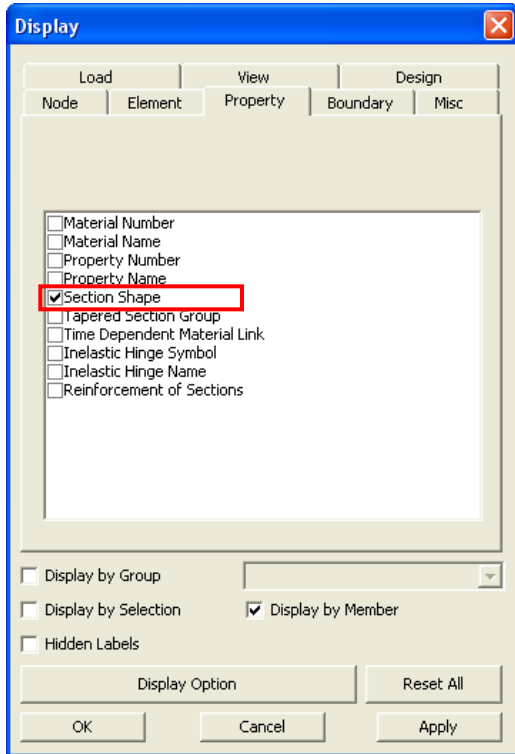 Display
Load View Design
Node Element Property Boundary Misc
Material Number
Material Name
Property Number
Property Name
Section Shape
Tapered Section Group
Time Dependent Material Link
Inelastic Hinge Symbol
Inelastic Hinge Name
Reinforcement of Sections
Display by Group
Display by Selection Display by Member
Hidden Labels
Display Option Reset All
OK Cancel Apply